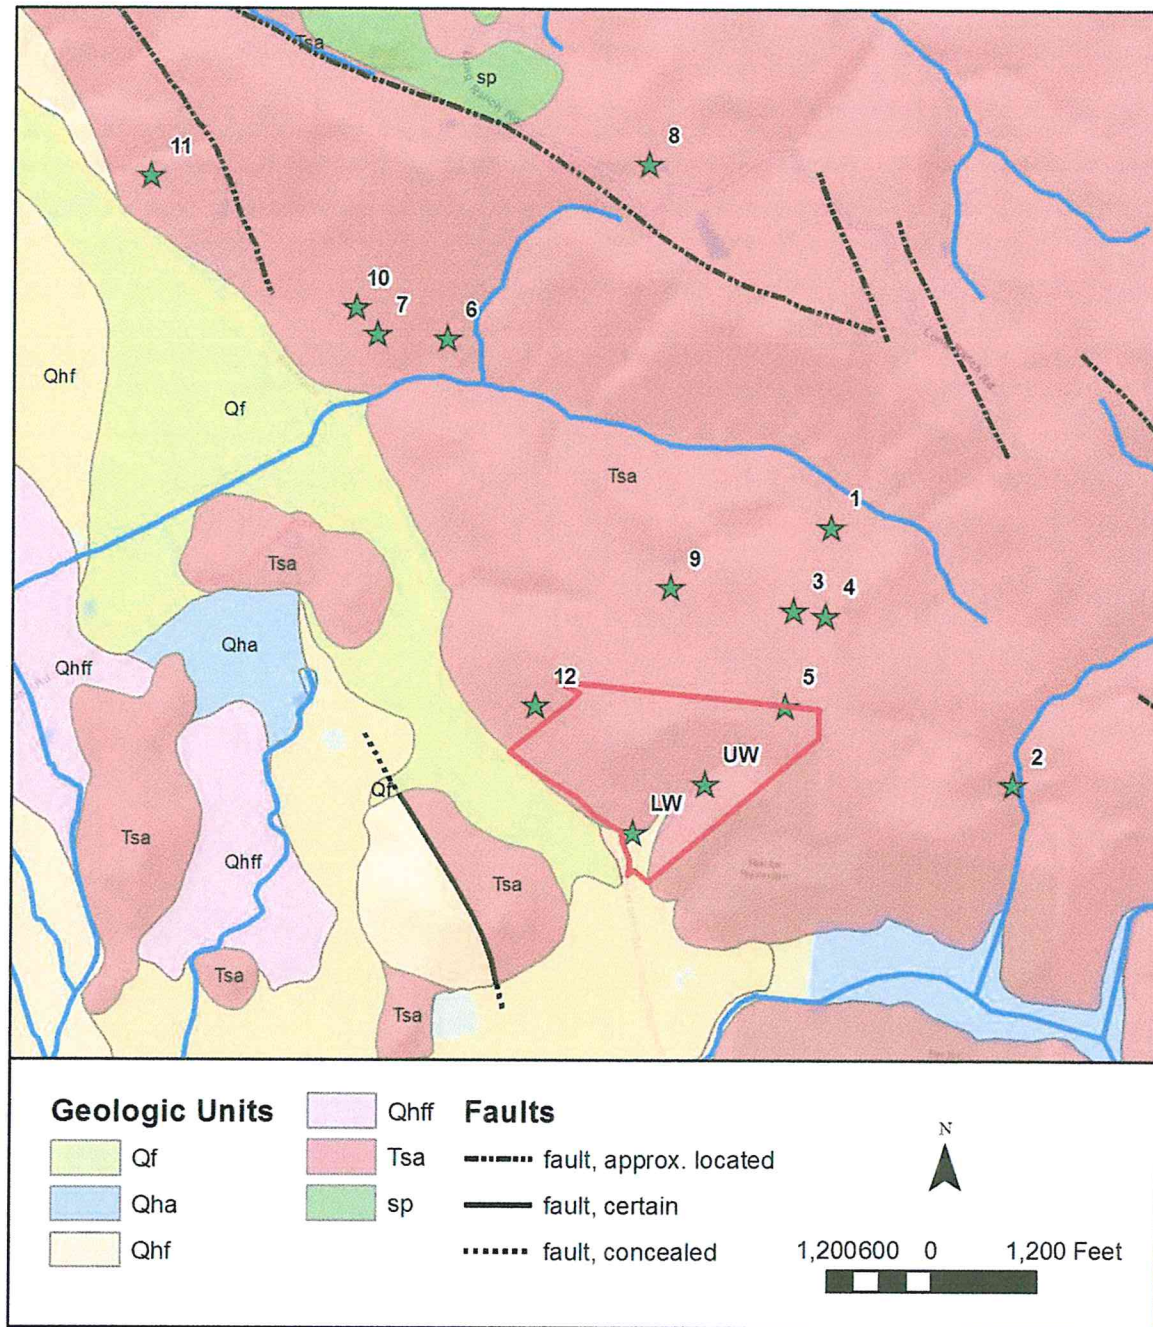 Tsa
sp
11
8
10
7
6
Qhf
Qf
Tsa
1
9
3
4
Tsa
Qha
Qhff
12
5
UW
2
LW
Qf
Tsa
Qhff
Tsa
Tsa
Tsa
Geologic Units
Qf
Qha
Qhf
Qhff
Tsa
sp
Faults
fault, approx. located
fault, certain
fault, concealed
N
1,200600 0 1,200 Feet